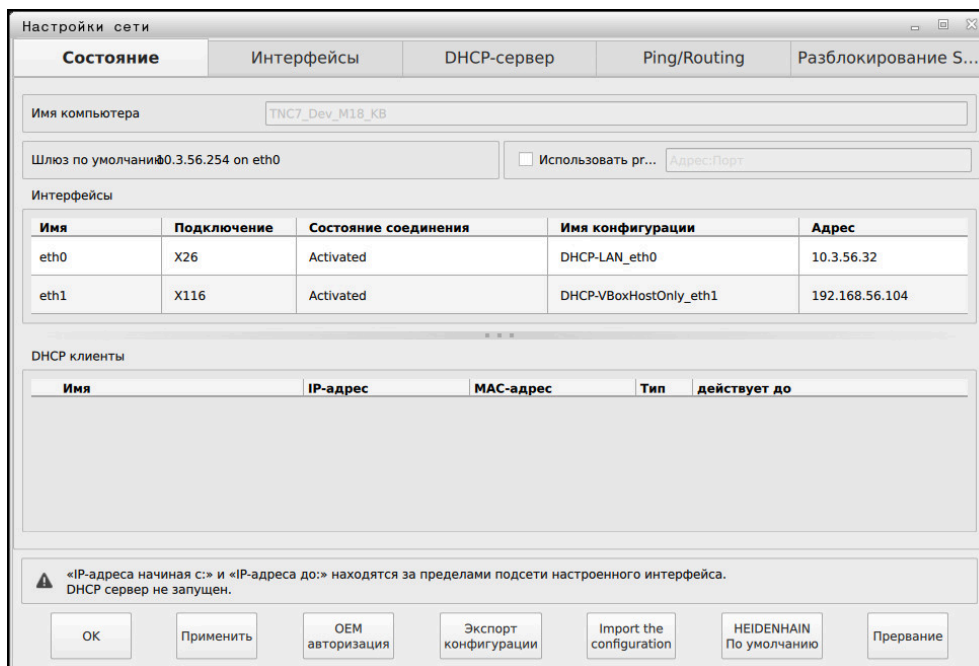 Настройки сети
Состояние Интерфейсы DHCP-сервер Ping/Routing Разблокирование S...
Имя компьютера TNC7_Dev_M18_KB
Шлюз по умолчанию 10.3.56.254 on eth0 Использовать pr... Адрес:Порт
Интерфейсы
Имя Подключение Состояние соединения Имя конфигурации Адрес
eth0 X26 Activated DHCP-LAN_eth0 10.3.56.32
eth1 X116 Activated DHCP-VBoxHostOnly_eth1 192.168.56.104
DHCP клиенты
Имя IP-адрес MAC-адрес Тип действует до
«IP-адреса начиная с:» и «IP-адреса до:» находятся за пределами подсети настроенного интерфейса.
DHCP сервер не запущен.
OK Применить OEM авторизация Экспорт конфигурации Import the configuration HEIDENHAIN По умолчанию Прервание